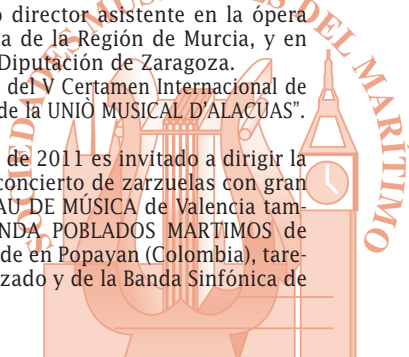 o director asistente en la ópera
ta de la Región de Murcia, y en
Diputación de Zaragoza.
del V Certamen Internacional de
de la UNIÒ MUSICAL D’ALACUAS”.
de 2011 es invitado a dirigir la
concierto de zarzuelas con gran
AU DE MÚSICA de Valencia tam-
NDA POBLADOS MARTIMOS de
de en Popayan (Colombia), tare-
zado y de la Banda Sinfónica de
SOCIEDADES MUSICALES DEL MARÍTIMO